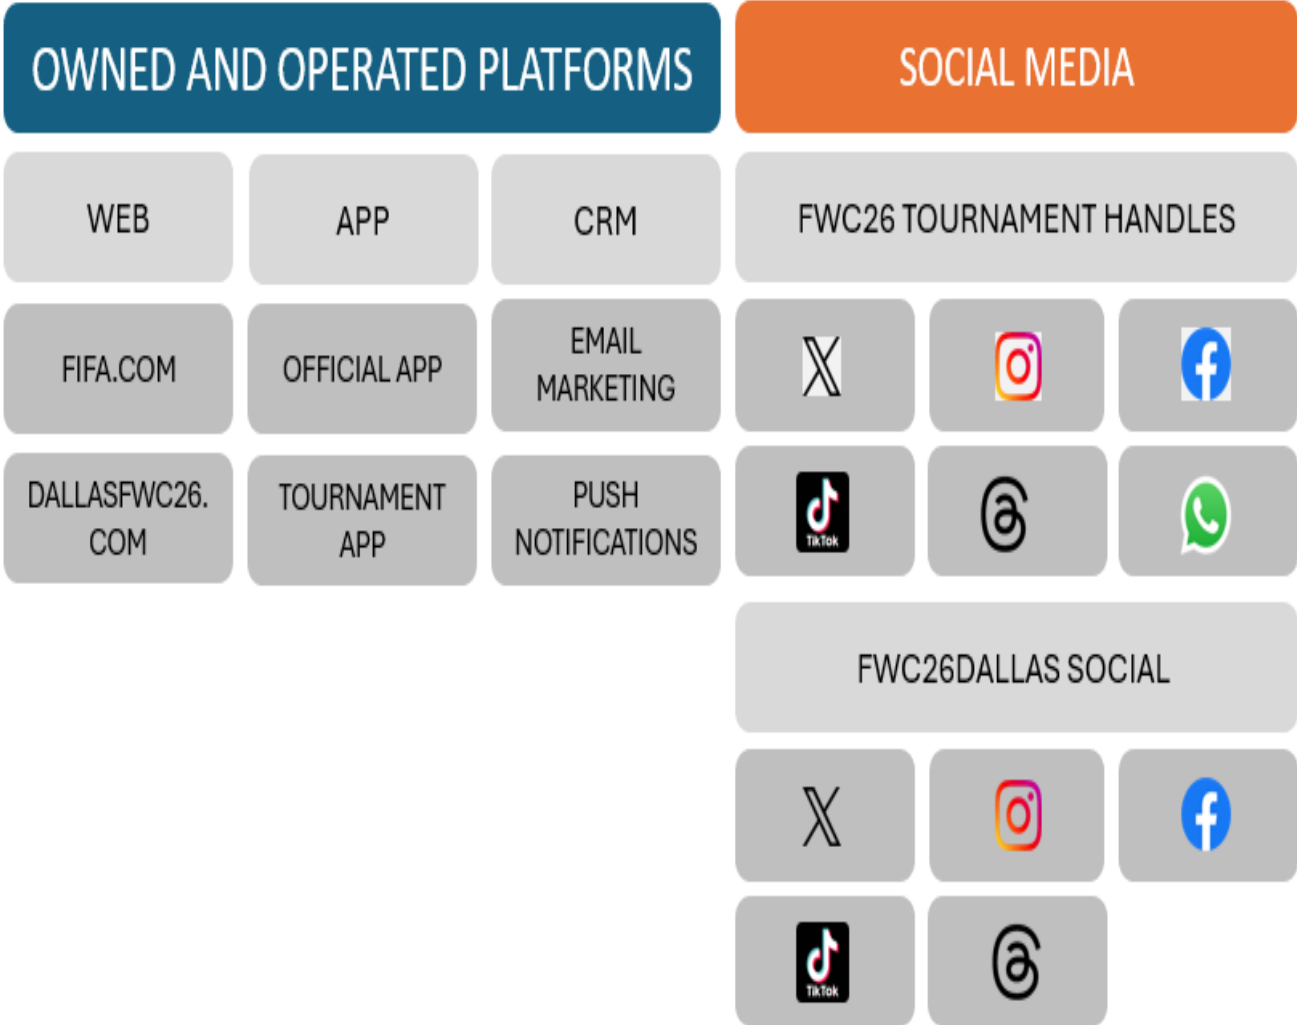 OWNED AND OPERATED PLATFORMS
SOCIAL MEDIA
WEB
APP
CRM
FWC26 TOURNAMENT HANDLES
FIFA.COM
OFFICIAL APP
EMAIL
MARKETING
DALLASFWC26.
COM
TOURNAMENT
APP
PUSH
NOTIFICATIONS
TikTok
FWC26DALLAS SOCIAL
TikTok